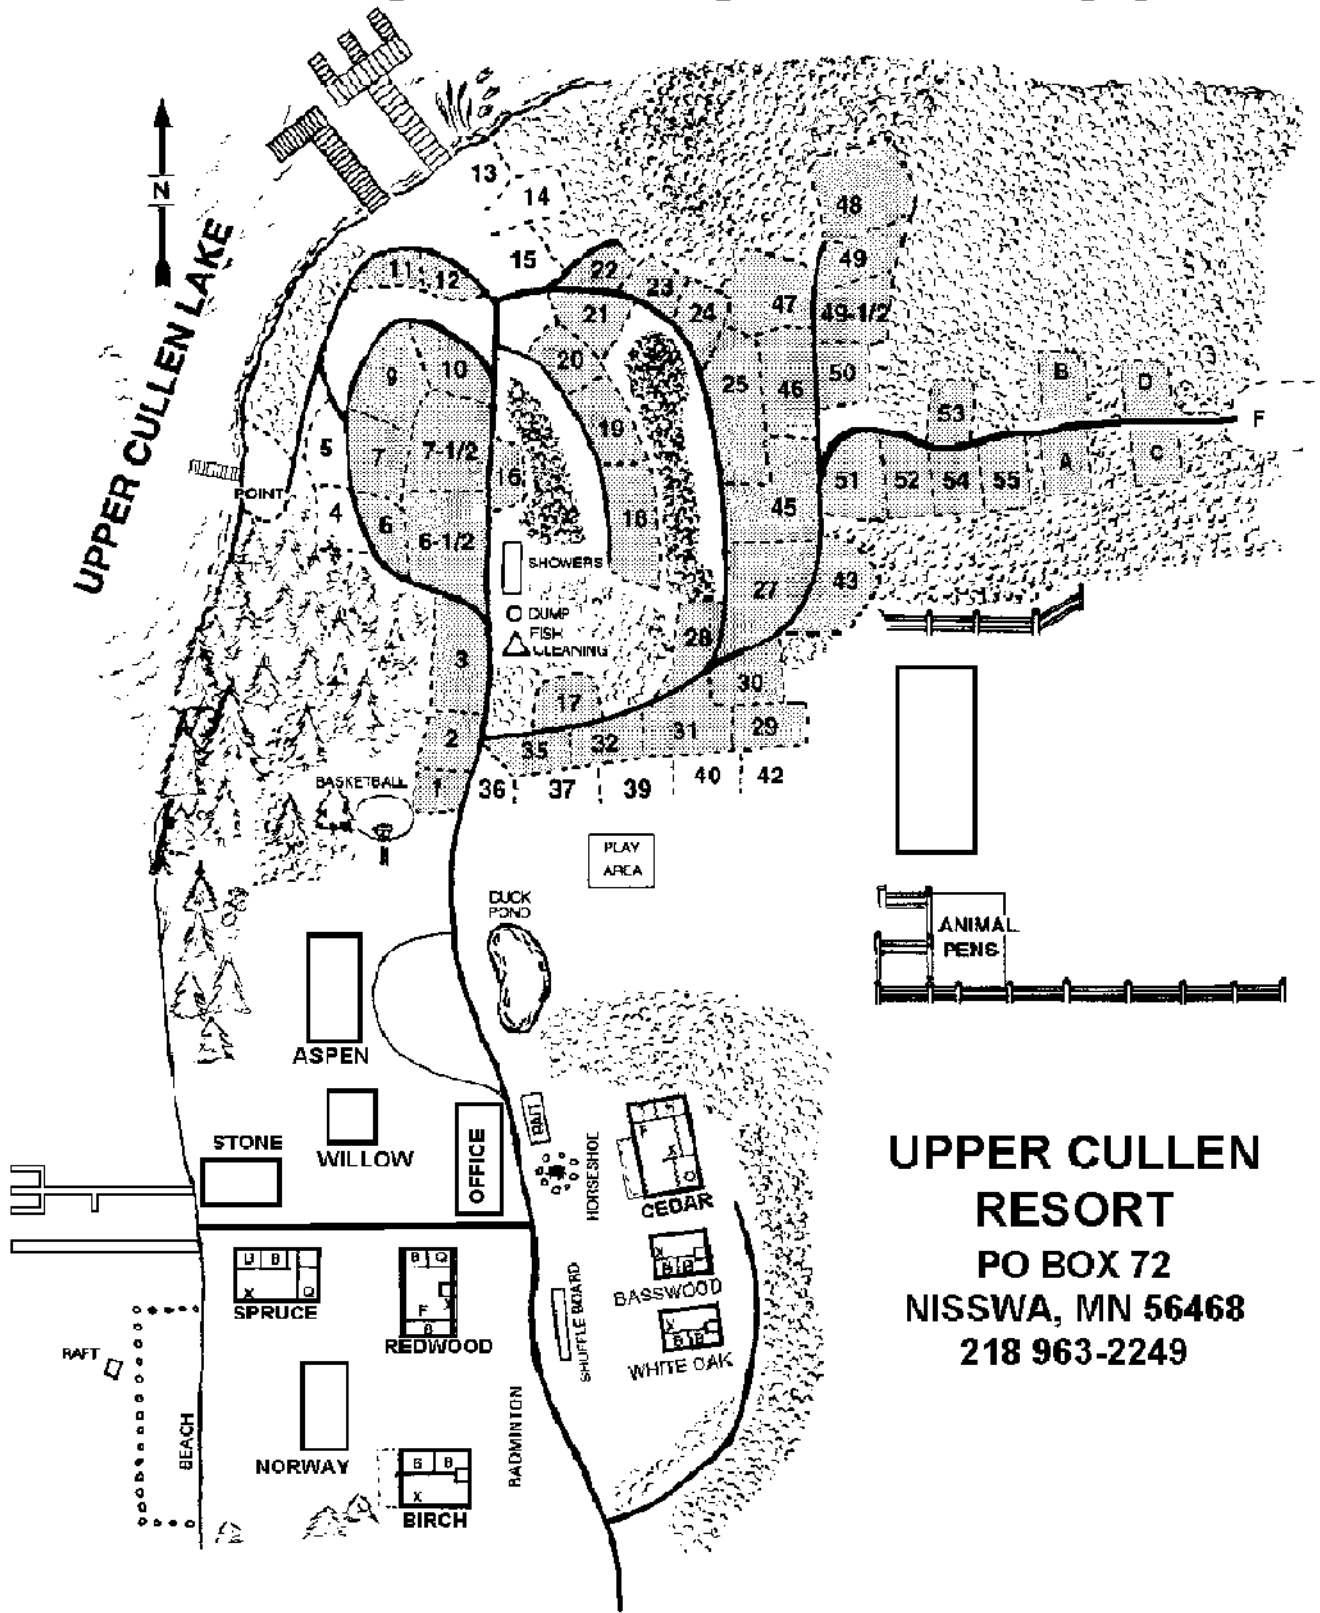 N
UPPER CULLEN LAKE
13
14
15
48
49
49-1/2
50
47
46
22
23
24
21
20
25
11
12
9
10
7
7-1/2
5
4
6
6-1/2
16
19
18
POINT
B
D
53
F
A
C
51
52
54
55
45
27
43
SHOWERS
DUMP
FISH
CLEANING
28
3
17
30
2
35
32
31
29
1
36
37
39
40
42
BASKETBALL
PLAY
AREA
DUCK
POND
ANIMAL
PENS
ASPEN
WILLOW
STONE
OFFICE
HORSESHOE
CEDAR
BASSWOOD
WHITE OAK
SHUFFLE BOARD
SPRUCE
REDWOOD
RAFT
BEACH
NORWAY
BIRCH
BADMINTON
UPPER CULLEN
RESORT
PO BOX 72
NISSWA, MN 56468
218 963-2249